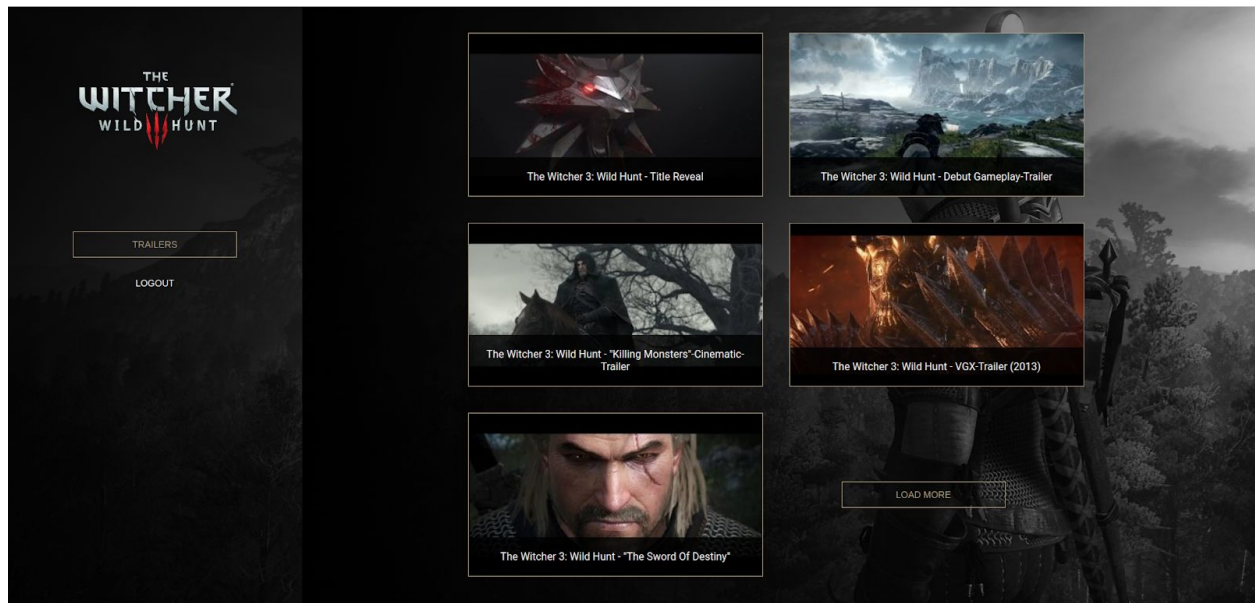 THE
WITCHER
WILD HUNT
TRAILERS
LOGOUT
The Witcher 3: Wild Hunt - Title Reveal
The Witcher 3: Wild Hunt - Debut Gameplay-Trailer
The Witcher 3: Wild Hunt - "Killing Monsters"-Cinematic-
Trailer
The Witcher 3: Wild Hunt - VGX-Trailer (2013)
The Witcher 3: Wild Hunt - "The Sword Of Destiny"
LOAD MORE